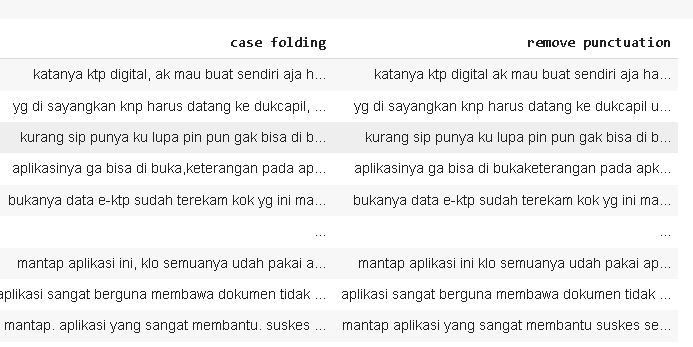 case folding remove punctuation
katanya ktp digital, ak mau buat sendiri aja h... katanya ktp digital ak mau buat sendiri aja ha...
yg di sayangkan knp harus datang ke dukcapil, ... yg di sayangkan knp harus datang ke dukcapil u...
kurang sip punya ku lupa pin pun gak bisa di b... kurang sip punya ku lupa pin pun gak bisa di b...
aplikasinya ga bisa di buka,keterangan pada ap... aplikasinya ga bisa di bukaketerangan pada apk...
bukanya data e-ktp sudah terekam kok yg ini ma... bukanya data e-ktp sudah terekam kok yg ini ma...
... ...
mantap aplikasi ini, klo semuanya udah pakai a... mantap aplikasi ini klo semuanya udah pakai ap...
aplikasi sangat berguna membawa dokumen tidak ... aplikasi sangat berguna membawa dokumen tidak ...
mantap. aplikasi yang sangat membantu. suskes ... mantap aplikasi yang sangat membantu suskes se...